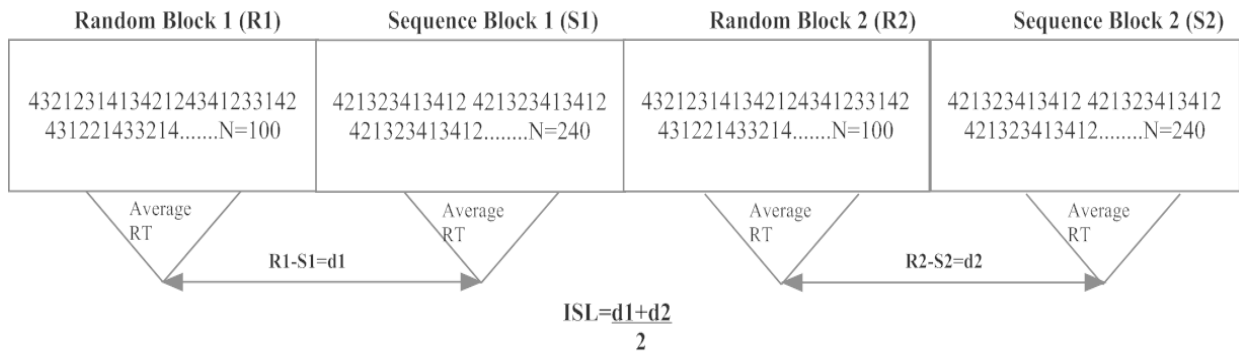 Random Block 1 (R1)
Sequence Block 1 (S1)
Random Block 2 (R2)
Sequence Block 2 (S2)
432123141342124341233142
431221433214.......N=100
421323413412 421323413412
421323413412........N=240
432123141342124341233142
431221433214.......N=100
421323413412 421323413412
421323413412........N=240
Average
RT
Average
RT
Average
RT
Average
RT
R1-S1=d1
R2-S2=d2
ISL=d1+d2
2